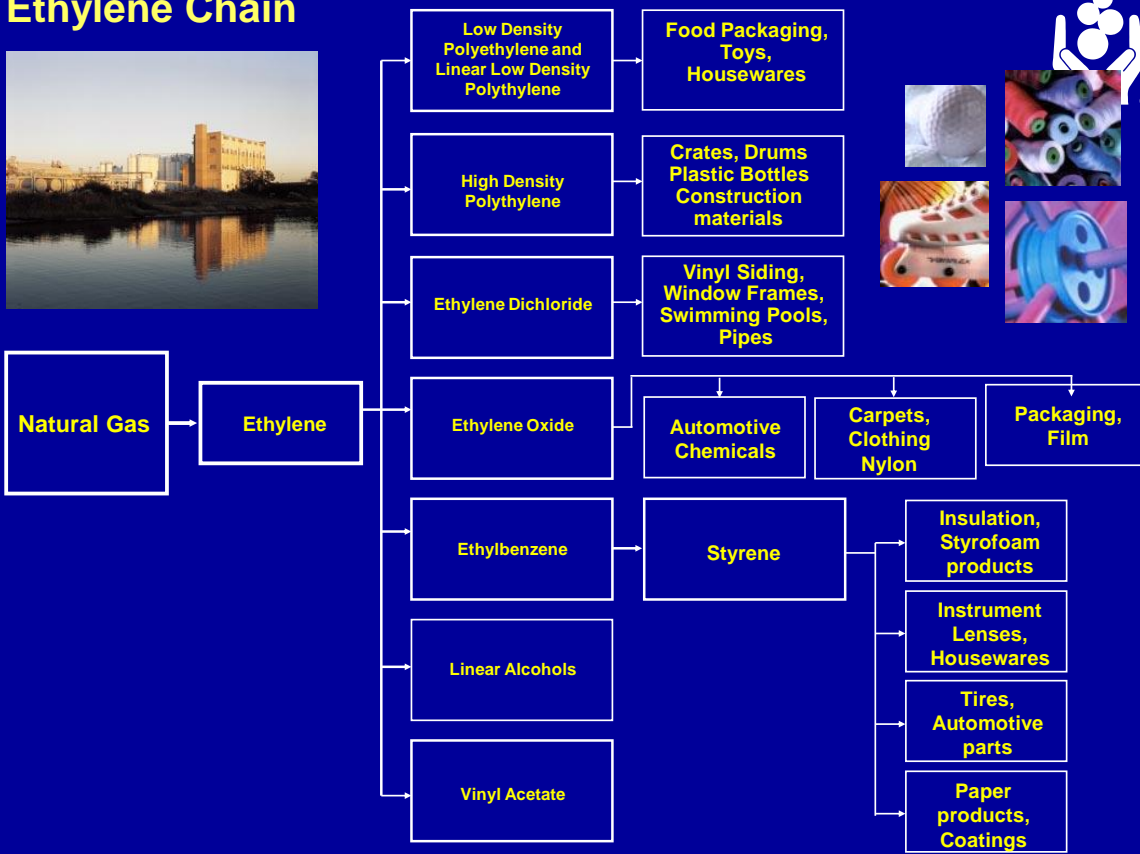 Ethylene Chain
Low Density
Polyethylene and
Linear Low Density
Polythylene
Food Packaging,
Toys,
Housewares
High Density
Polythylene
Crates, Drums
Plastic Bottles
Construction
materials
Ethylene Dichloride
Vinyl Siding,
Window Frames,
Swimming Pools,
Pipes
Natural Gas
Ethylene
Ethylene Oxide
Automotive
Chemicals
Carpets,
Clothing
Nylon
Packaging,
Film
Ethylbenzene
Styrene
Insulation,
Styrofoam
products
Instrument
Lenses,
Housewares
Linear Alcohols
Tires,
Automotive
parts
Vinyl Acetate
Paper
products,
Coatings